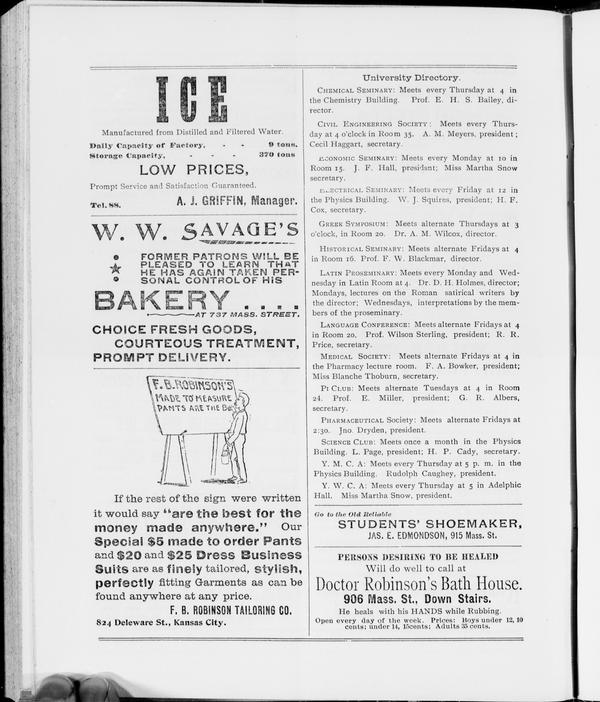 ICE
Manufactured from Distilled and Filtered Water.
Daily Capacity of Factory, - - 9 tons.
Storage Capacity, - - - 370 tons
LOW PRICES,
Prompt Service and Satisfaction Guaranteed.
Tel. 88. A. J. GRIFFIN, Manager.
W. W. SAVAGE'S
FORMER PATRONS WILL BE
PLEASED TO LEARN THAT
HE HAS AGAIN TAKEN PER-
SONAL CONTROL OF HIS
BAKERY . . . .
AT 737 MASS. STREET.
CHOICE FRESH GOODS,
COURTEOUS TREATMENT,
PROMPT DELIVERY.
F. B. ROBINSON'S
MADE TO MEASURE
PANTS ARE THE BE
If the rest of the sign were written
it would say "are the best for the
money made anywhere." Our
Special $5 made to order Pants
and $20 and $25 Dress Business
Suits are as finely tailored, stylish,
perfectly fitting Garments as can be
found anywhere at any price.
F. B. ROBINSON TAILORING CO.
824 Deleware St., Kansas City.
University Directory.
CHEMICAL SEMINARY: Meets every Thursday at 4 in
the Chemistry Building. Prof. E. H. S. Bailey, di-
rector.
CIVIL ENGINEERING SOCIETY: Meets every Thurs-
day at 4 o'clock in Room 35. A. M. Meyers, president;
Cecil Haggart, secretary.
ECONOMIC SEMINARY: Meets every Monday at 10 in
Room 15. J. F. Hall, president; Miss Martha Snow
secretary.
ELECTRICAL SEMINARY: Meets every Friday at 12 in
the Physics Building. W. J. Squires, president; H. F.
Cox, secretary.
GREEK SYMPOSIUM: Meets alternate Thursdays at 3
o'clock, in Room 20. Dr. A. M. Wilcox, director.
HISTORICAL SEMINARY: Meets alternate Fridays at 4
in Room 16. Prof. F. W. Blackmar, director.
LATIN PROSEMINARY: Meets every Monday and Wed-
nesday in Latin Room at 4. Dr. D. H. Holmes, director;
Mondays, lectures on the Roman satirical writers by
the director; Wednesdays, interpretations by the mem-
bers of the proseminary.
LANGUAGE CONFERENCE: Meets alternate Fridays at 4
in Room 20. Prof. Wilson Sterling, president; R. R.
Price, secretary.
MEDICAL SOCIETY: Meets alternate Fridays at 4 in
the Pharmacy lecture room. F. A. Bowker, president;
Miss Blanche Thoburn, secretary.
PI CLUB: Meets alternate Tuesdays at 4 in Room
24. Prof. E. Miller, president; G. R. Albers,
secretary.
PHARMACEUTICAL Society: Meets alternate Fridays at
2:30. Jno. Dryden, president.
SCIENCE CLUB: Meets once a month in the Physics
Building. L. Page, president; H. P. Cady, secretary.
Y. M. C. A: Meets every Thursday at 5 p. m. in the
Physics Building. Rudolph Caughey, president.
Y. W. C. A: Meets every Thursday at 5 in Adelphic
Hall. Miss Martha Snow, president.
Go to the Old Reliable
STUDENTS' SHOEMAKER,
JAS. E. EDMONDSON, 915 Mass. St.
PERSONS DESIRING TO BE HEALED
Will do well to call at
Doctor Robinson's Bath House.
906 Mass. St., Down Stairs.
He heals with his HANDS while Rubbing.
Open every day of the week. Prices: Boys under 12, 10
cents; under 14, 15cents; Adults 35 cents.